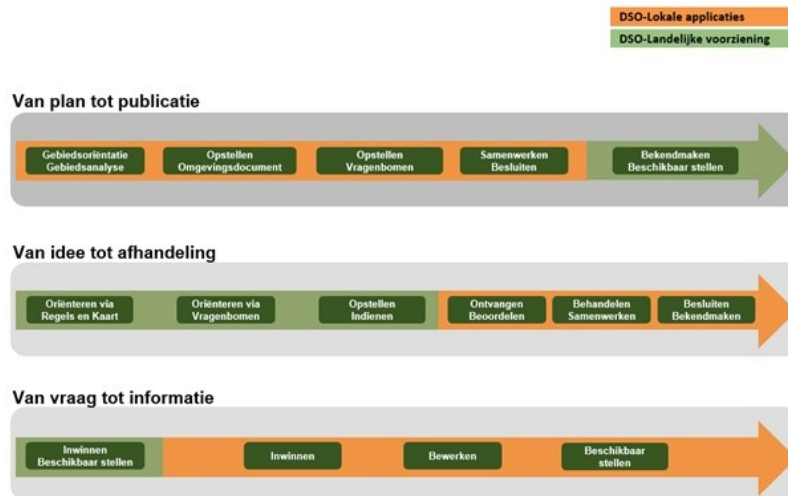 DSO-Lokale applicaties
DSO-Landelijke voorziening
Van plan tot publicatie
Gebiedsoriëntatie
Gebiedsanalyse
Opstellen
Omgevingsdocument
Opstellen
Vragenbomen
Samenwerken
Besluiten
Bekendmaken
Beschikbaar stellen
Van idee tot afhandeling
Oriënteren via
Regels en Kaart
Oriënteren via
Vragenbomen
Opstellen
Indienen
Ontvangen
Beoordelen
Behandelen
Samenwerken
Besluiten
Bekendmaken
Van vraag tot informatie
Inwinnen
Beschikbaar stellen
Inwinnen
Bewerken
Beschikbaar
stellen